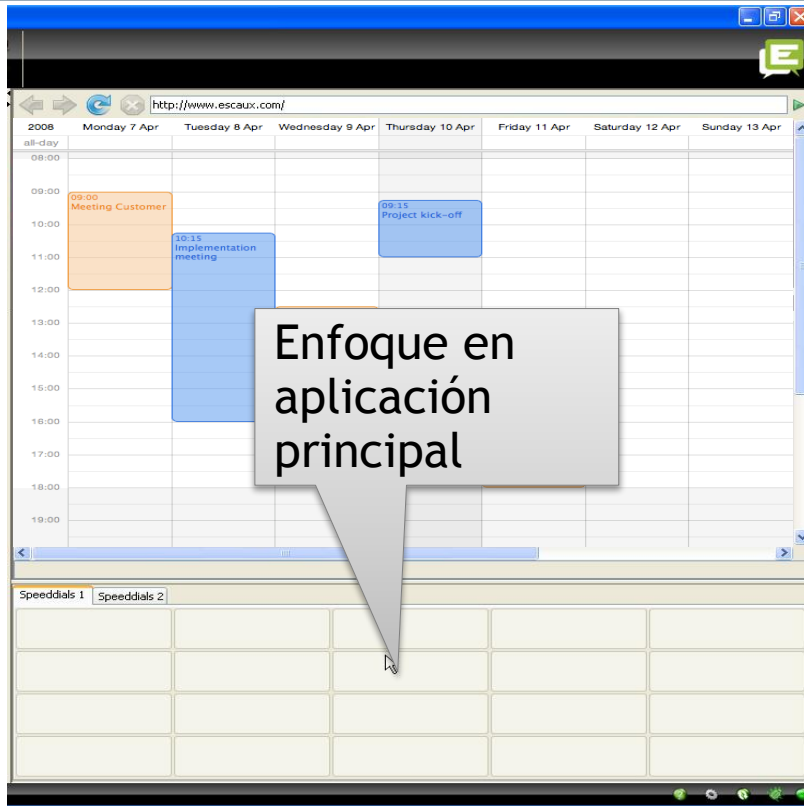 http://www.escaux.com/
2008 Monday 7 Apr Tuesday 8 Apr Wednesday 9 Apr Thursday 10 Apr Friday 11 Apr Saturday 12 Apr Sunday 13 Apr
all-day
08:00
09:00
09:00
Meeting Customer
09:15
Project kick-off
10:00
10:15
Implementation
meeting
11:00
12:00
13:00
Enfoque en
aplicación
principal
14:00
15:00
16:00
17:00
18:00
19:00
Speeddials 1 Speeddials 2